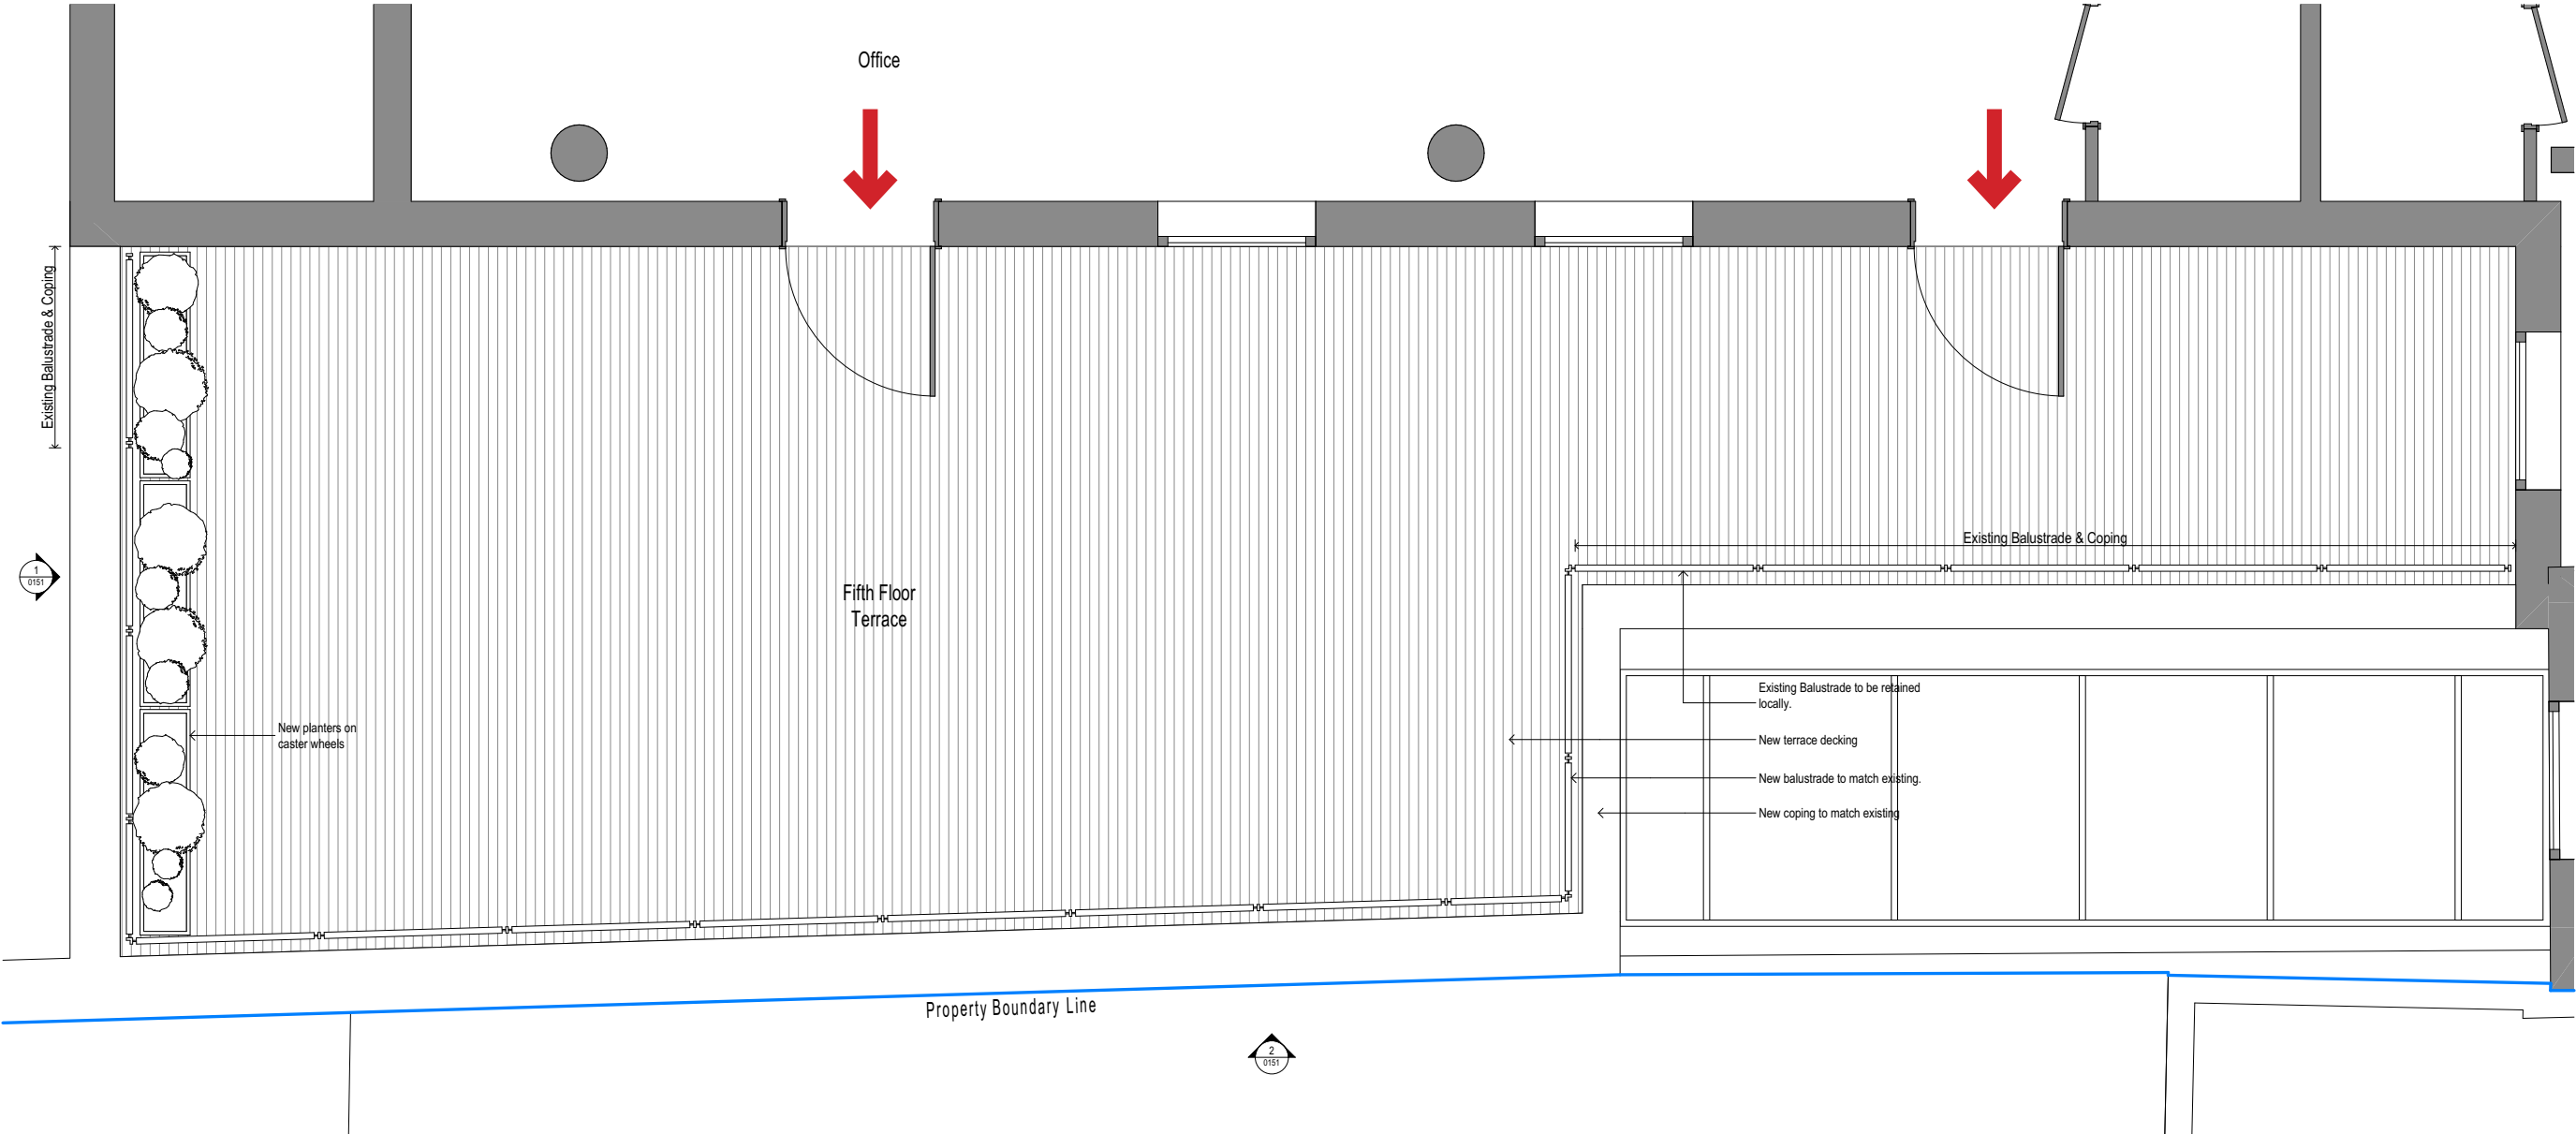 Office
Existing Balustrade & Coping
Existing Balustrade & Coping
1
0151
Fifth Floor
Terrace
Existing Balustrade to be retained
locally.
New planters on
caster wheels
New terrace decking
New balustrade to match existing.
New coping to match existing
Property Boundary Line
2
0151